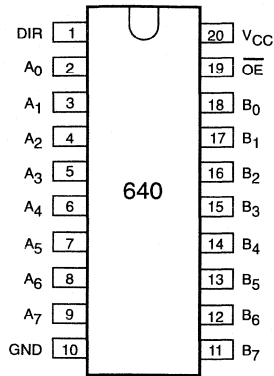 DIR 1 20 VCC
A0 2 19 OE
A1 3 18 B0
A2 4 17 B1
A3 5 16 B2
A4 6 15 B3
A5 7 14 B4
A6 8 13 B5
A7 9 12 B6
GND 10 11 B7
640